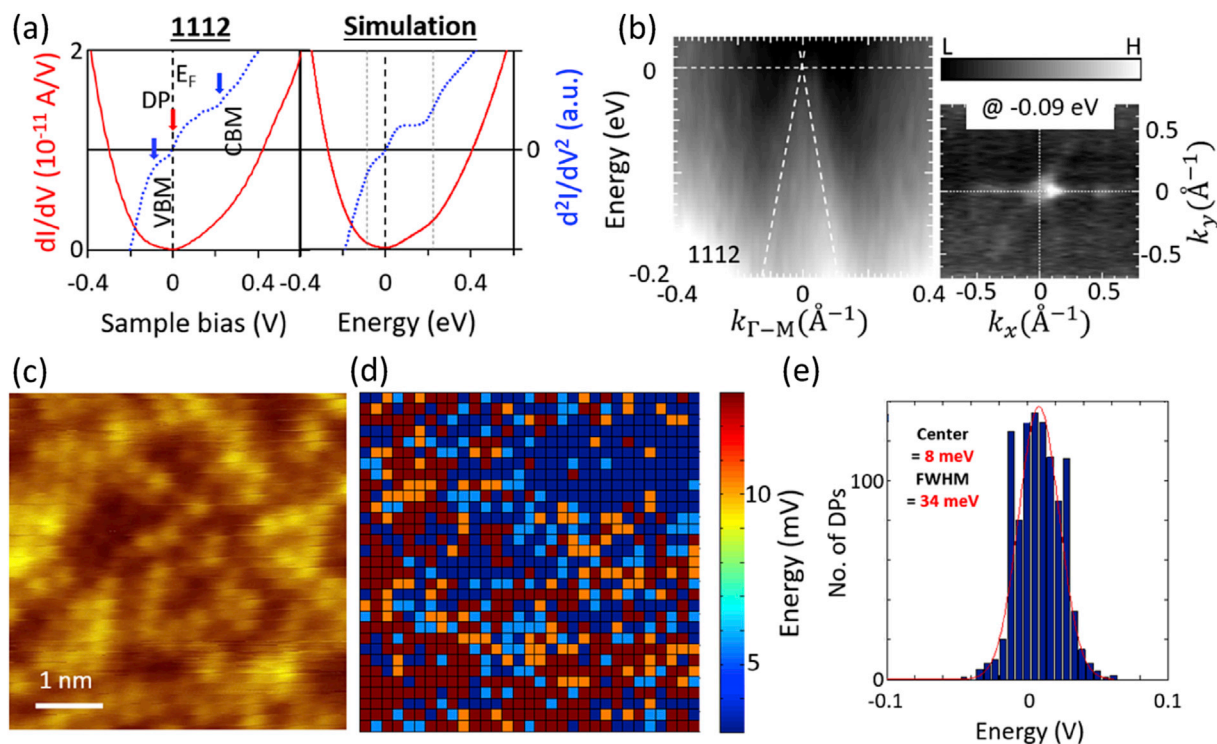 (a)
1112
Simulation
2
dI/dV (10⁻¹¹ A/V)
0
DP
E_F
VBM
CBM
0
d²I/dV² (a.u.)
-0.4 0 0.4
-0.4 0 0.4
Sample bias (V)
Energy (eV)
(b)
0
Energy (eV)
-0.2
1112
-0.4 0 0.4
k_Γ−M(Å⁻¹)
L H
@ -0.09 eV
0.5
0
-0.5
k_y(Å⁻¹)
0 0.5
k_x(Å⁻¹)
(c)
1 nm
(d)
10
5
Energy (mV)
(e)
Center
= 8 meV
FWHM
= 34 meV
No. of DPs
100
0
-0.1 0 0.1
Energy (V)